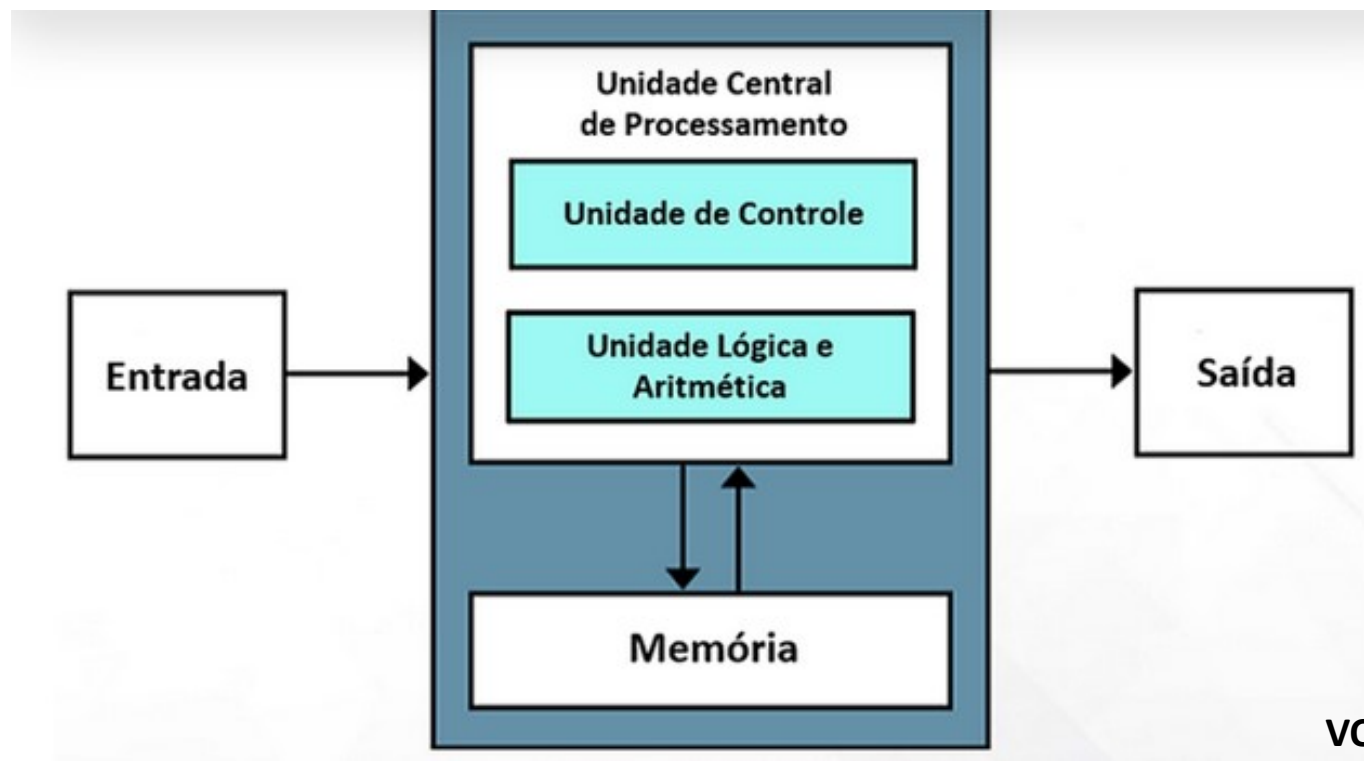 Unidade Central
de Processamento
Unidade de Controle
Entrada
Unidade Lógica e
Aritmética
Saída
Memória